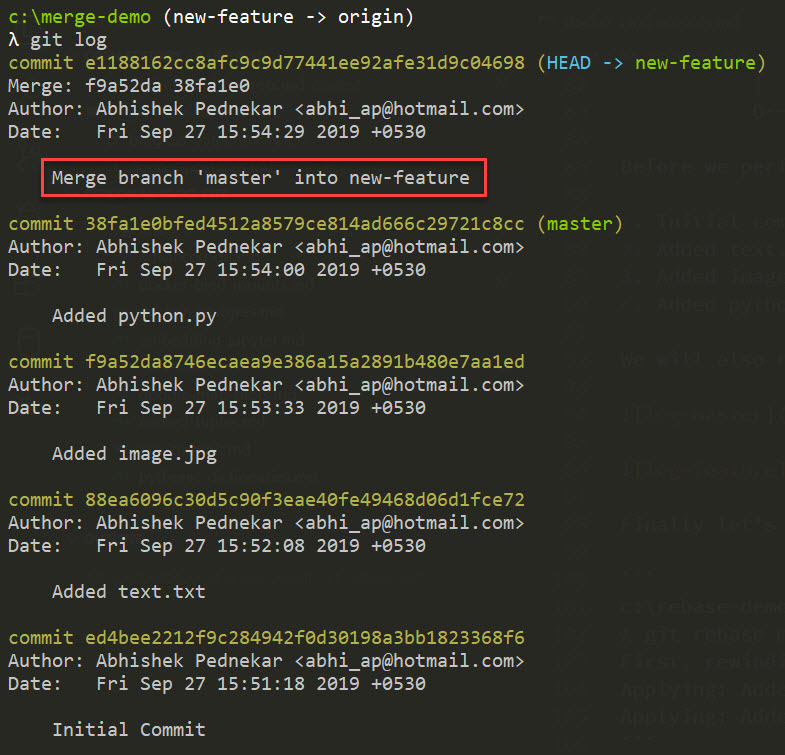 c:\merge-demo (new-feature -> origin)
λ git log
commit e1188162cc8afc9c9d77441ee92afe31d9c04698 (HEAD -> new-feature)
Merge: f9a52da 38fa1e0
Author: Abhishek Pednekar <abhi_ap@hotmail.com>
Date:   Fri Sep 27 15:54:29 2019 +0530
Merge branch 'master' into new-feature
commit 38fa1e0bfed4512a8579ce814ad666c29721c8cc (master)
Author: Abhishek Pednekar <abhi_ap@hotmail.com>
Date:   Fri Sep 27 15:54:00 2019 +0530
Added python.py
commit f9a52da8746ecaea9e386a15a2891b480e7aa1ed
Author: Abhishek Pednekar <abhi_ap@hotmail.com>
Date:   Fri Sep 27 15:53:33 2019 +0530
Added image.jpg
commit 88ea6096c30d5c90f3eae40fe49468d06d1fce72
Author: Abhishek Pednekar <abhi_ap@hotmail.com>
Date:   Fri Sep 27 15:52:08 2019 +0530
Added text.txt
commit ed4bee2212f9c284942f0d30198a3bb1823368f6
Author: Abhishek Pednekar <abhi_ap@hotmail.com>
Date:   Fri Sep 27 15:51:18 2019 +0530
Initial Commit